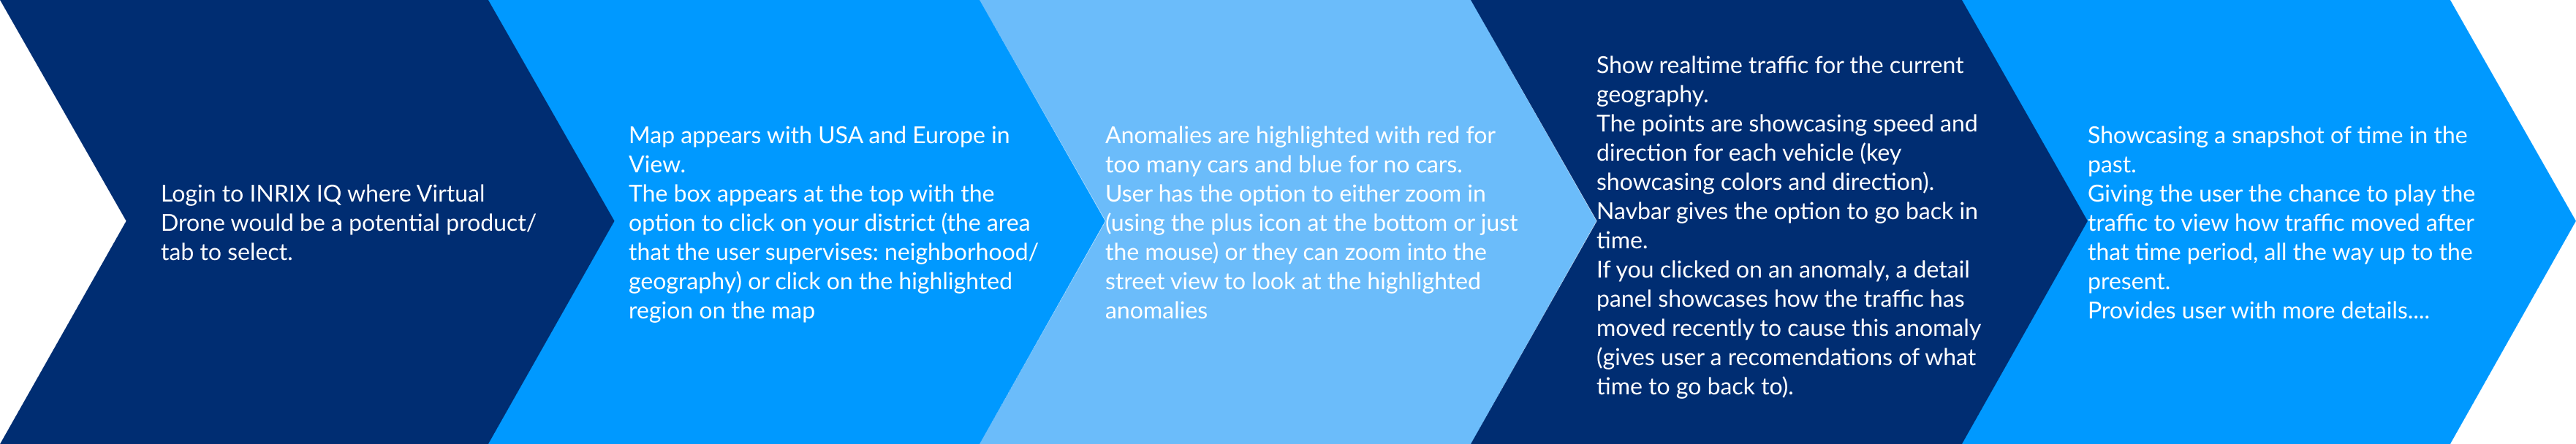 Login to INRIX IQ where Virtual
Drone would be a potential product/
tab to select.
Map appears with USA and Europe in
View.
The box appears at the top with the
option to click on your district (the area
that the user supervises: neighborhood/
geography) or click on the highlighted
region on the map
Anomalies are highlighted with red for
too many cars and blue for no cars.
User has the option to either zoom in
(using the plus icon at the bottom or just
the mouse) or they can zoom into the
street view to look at the highlighted
anomalies
Show realtime traffic for the current
geography.
The points are showcasing speed and
direction for each vehicle (key
showcasing colors and direction).
Navbar gives the option to go back in
time.
If you clicked on an anomaly, a detail
panel showcases how the traffic has
moved recently to cause this anomaly
(gives user a recomendations of what
time to go back to).
Showcasing a snapshot of time in the
past.
Giving the user the chance to play the
traffic to view how traffic moved after
that time period, all the way up to the
present.
Provides user with more details....